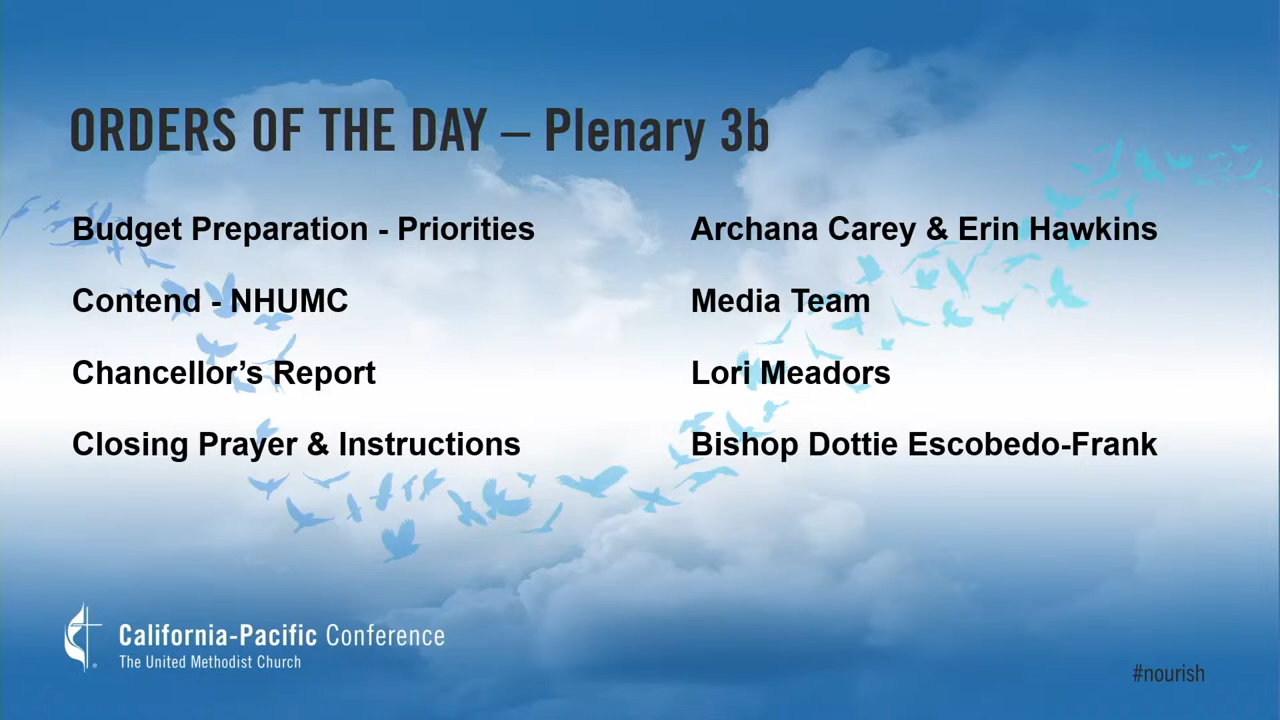 ORDERS OF THE DAY – Plenary 3b
Budget Preparation - Priorities Archana Carey & Erin Hawkins
Contend - NHUMC Media Team
Chancellor’s Report Lori Meadors
Closing Prayer & Instructions Bishop Dottie Escobedo-Frank
California-Pacific Conference
The United Methodist Church
#nourish